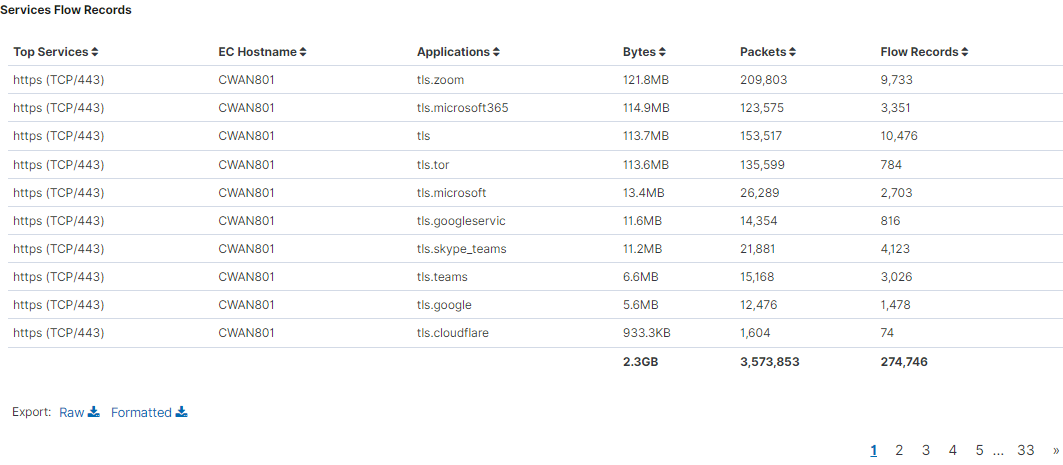 Services Flow Records
Top Services EC Hostname Applications Bytes Packets Flow Records
https (TCP/443) CWAN801 tls.zoom 121.8MB 209,803 9,733
https (TCP/443) CWAN801 tls.microsoft365 114.9MB 123,575 3,351
https (TCP/443) CWAN801 tls 113.7MB 153,517 10,476
https (TCP/443) CWAN801 tls.tor 113.6MB 135,599 784
https (TCP/443) CWAN801 tls.microsoft 13.4MB 26,289 2,703
https (TCP/443) CWAN801 tls.googleservic 11.6MB 14,354 816
https (TCP/443) CWAN801 tls.skype_teams 11.2MB 21,881 4,123
https (TCP/443) CWAN801 tls.teams 6.6MB 15,168 3,026
https (TCP/443) CWAN801 tls.google 5.6MB 12,476 1,478
https (TCP/443) CWAN801 tls.cloudflare 933.3KB 1,604 74
2.3GB 3,573,853 274,746
Export: Raw Formatted
1 2 3 4 5 ... 33 »